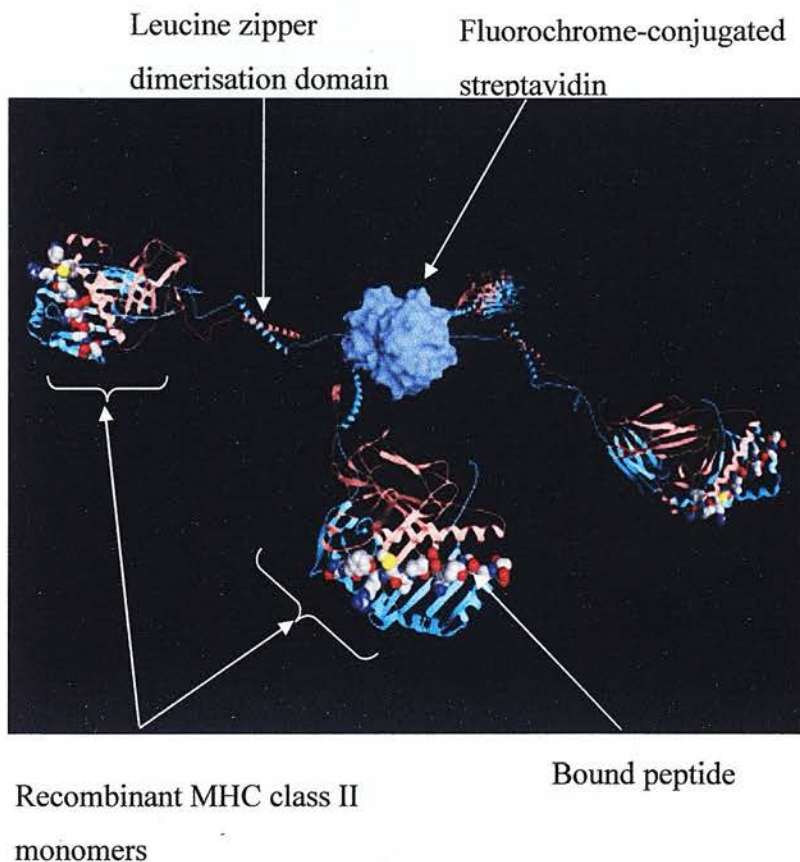 Leucine zipper
dimerisation domain
Fluorochrome-conjugated
streptavidin
Bound peptide
Recombinant MHC class II
monomers